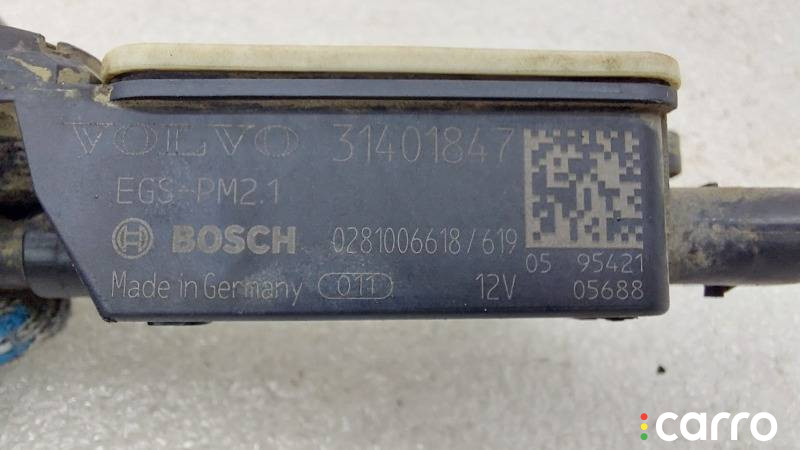 VOLVO 31401847
EGS-PM2.1
BOSCH 0281006618/619
05 95421
Made in Germany 011 12V 05688
carro